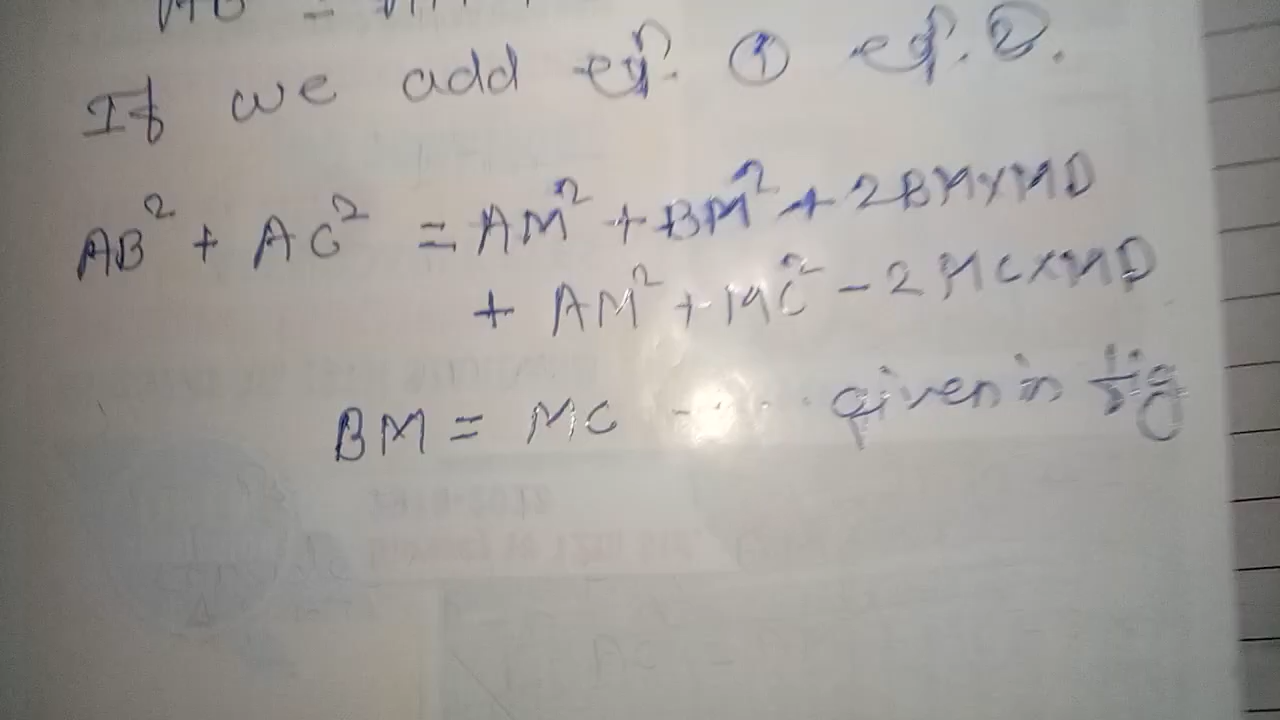 If we add eq. ① eq. 2.
AB² + AC² = AM² + BM² + 2BM×MD
+ AM² + MC² - 2MC×MD
BM = MC .... given in fig